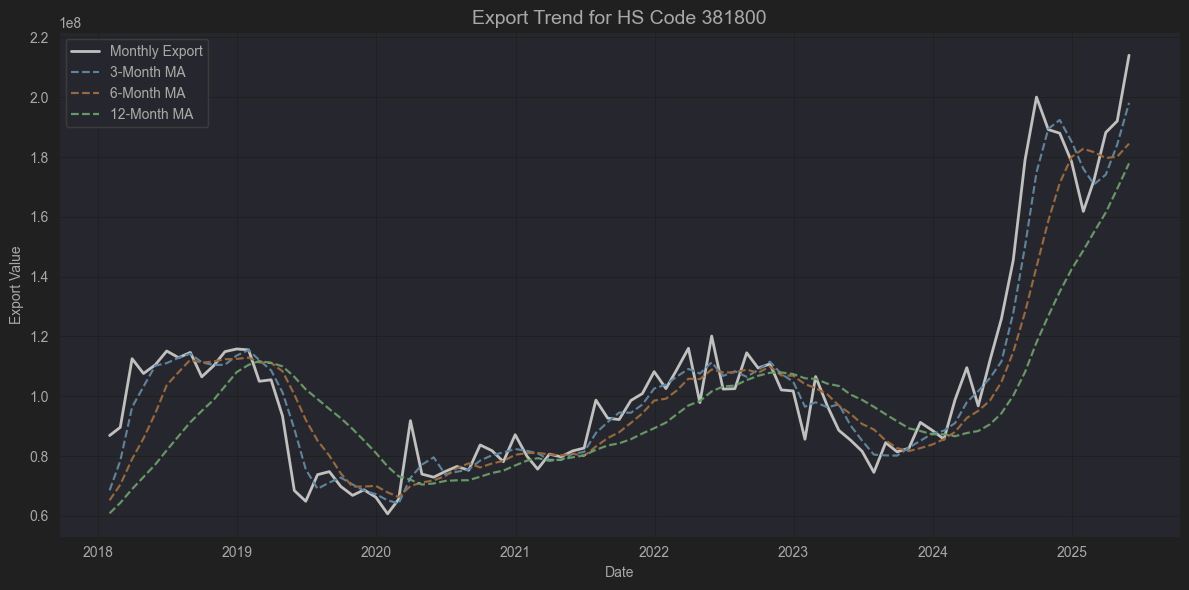 Export Trend for HS Code 381800
1e8
Monthly Export
3-Month MA
6-Month MA
12-Month MA
2.2
2.0
1.8
1.6
1.4
1.2
1.0
0.8
0.6
Export Value
2018 2019 2020 2021 2022 2023 2024 2025
Date